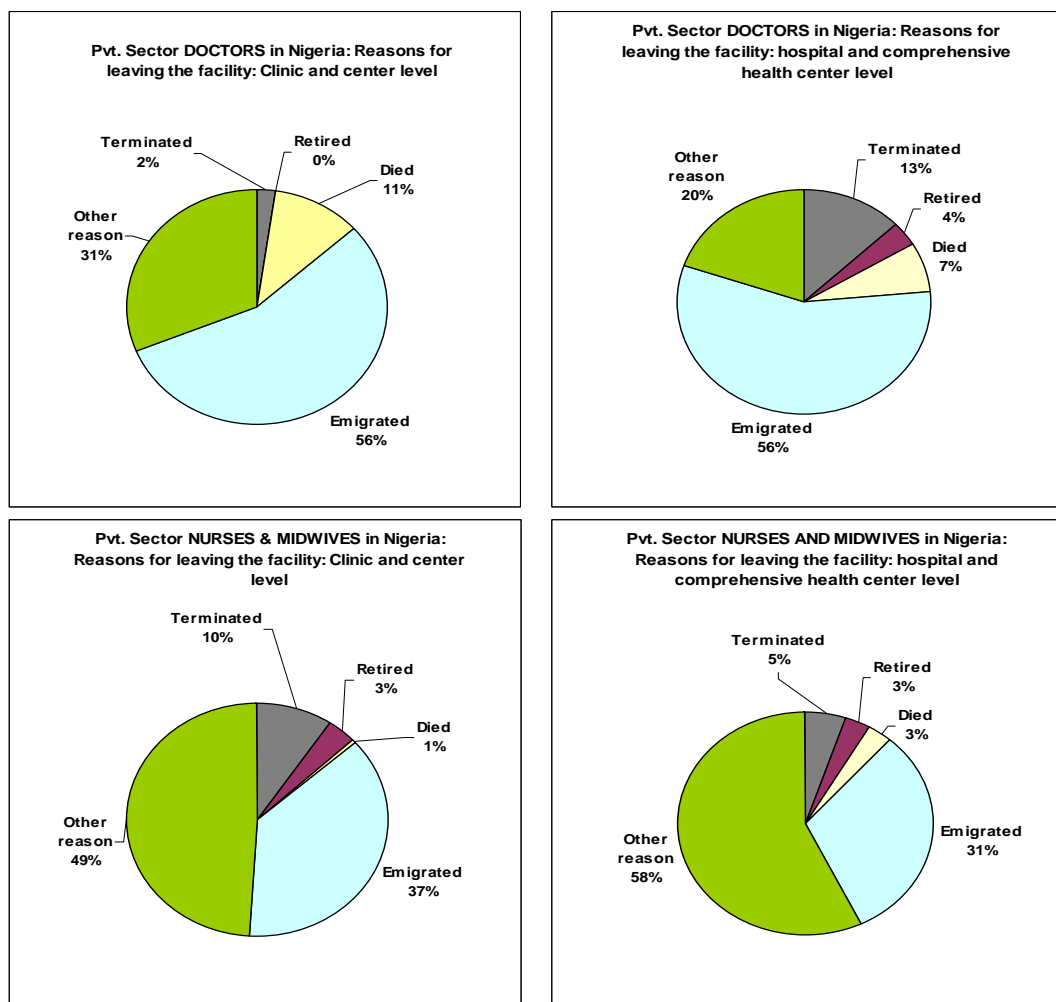 Pvt. Sector DOCTORS in Nigeria: Reasons for
leaving the facility: Clinic and center level
Terminated
2%
Retired
0%
Died
11%
Other
reason
31%
Emigrated
56%
Pvt. Sector DOCTORS in Nigeria: Reasons for
leaving the facility: hospital and comprehensive
health center level
Other
reason
20%
Terminated
13%
Retired
4%
Died
7%
Emigrated
56%
Pvt. Sector NURSES & MIDWIVES in Nigeria:
Reasons for leaving the facility: Clinic and center
level
Terminated
10%
Retired
3%
Died
1%
Other
reason
49%
Emigrated
37%
Pvt. Sector NURSES AND MIDWIVES in Nigeria:
Reasons for leaving the facility: hospital and
comprehensive health center level
Terminated
5%
Retired
3%
Died
3%
Emigrated
31%
Other
reason
58%